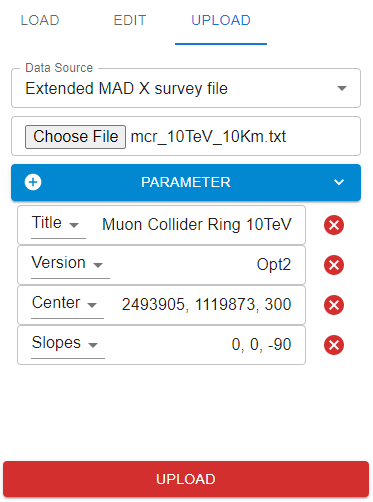 LOAD EDIT UPLOAD
Data Source
Extended MAD X survey file
Choose File mcr_10TeV_10Km.txt
PARAMETER
Title Muon Collider Ring 10TeV
Version Opt2
Center 2493905, 1119873, 300
Slopes 0, 0, -90
UPLOAD